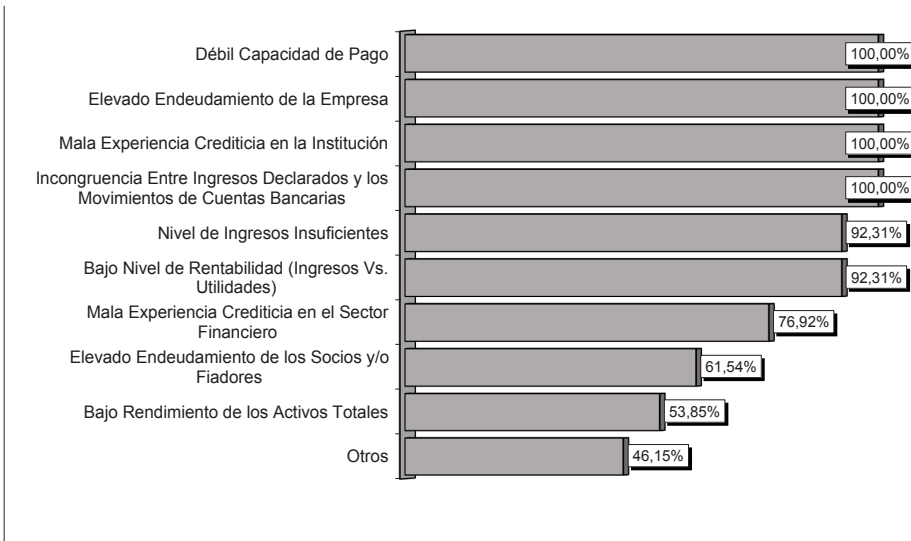 Débil Capacidad de Pago
100,00%
Elevado Endeudamiento de la Empresa
100,00%
Mala Experiencia Crediticia en la Institución
100,00%
Incongruencia Entre Ingresos Declarados y los
Movimientos de Cuentas Bancarias
100,00%
Nivel de Ingresos Insuficientes
92,31%
Bajo Nivel de Rentabilidad (Ingresos Vs.
Utilidades)
92,31%
Mala Experiencia Crediticia en el Sector
Financiero
76,92%
Elevado Endeudamiento de los Socios y/o
Fiadores
61,54%
Bajo Rendimiento de los Activos Totales
53,85%
Otros
46,15%